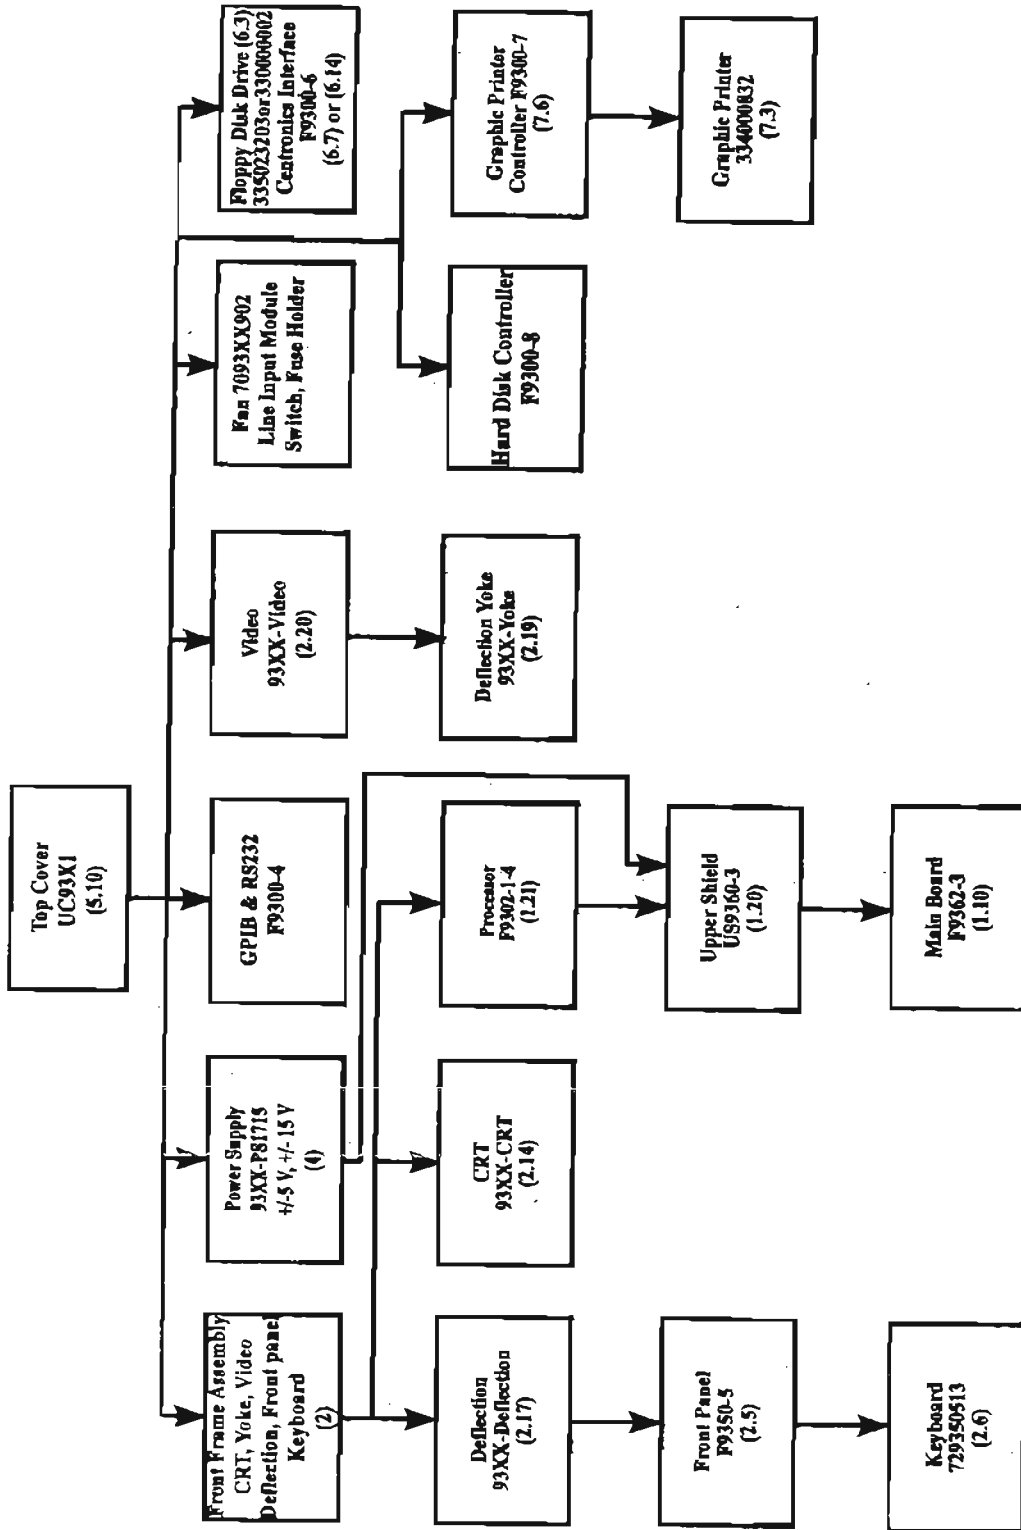 Top Cover
UC93X1
(5.10)
Front Frame Assembly
CRT, Yoke, Video
Deflection, Front panel
Keyboard
(2)
Power Supply
93XX-PS1715
+/-5 V, +/- 15 V
(4)
GPIB & RS232
F9300-4
Video
93XX-Video
(2.20)
Fan 7093XX902
Line Input Module
Switch, Fuse Holder
Floppy Disk Drive (6.3)
335023203or330000002
Centronics Interface
F9300-6
(6.7) or (6.14)
Deflection
93XX-Deflection
(2.17)
CRT
93XX-CRT
(2.14)
Processor
F9302-1-4
(1.21)
Deflection Yoke
93XX-Yoke
(2.19)
Hard Disk Controller
F9300-8
Graphic Printer
Controller F9300-7
(7.6)
Front Panel
F9350-5
(2.5)
Upper Shield
US9360-3
(1.20)
Graphic Printer
334000832
(7.3)
Keyboard
729350513
(2.6)
Main Board
F9362-3
(1.10)